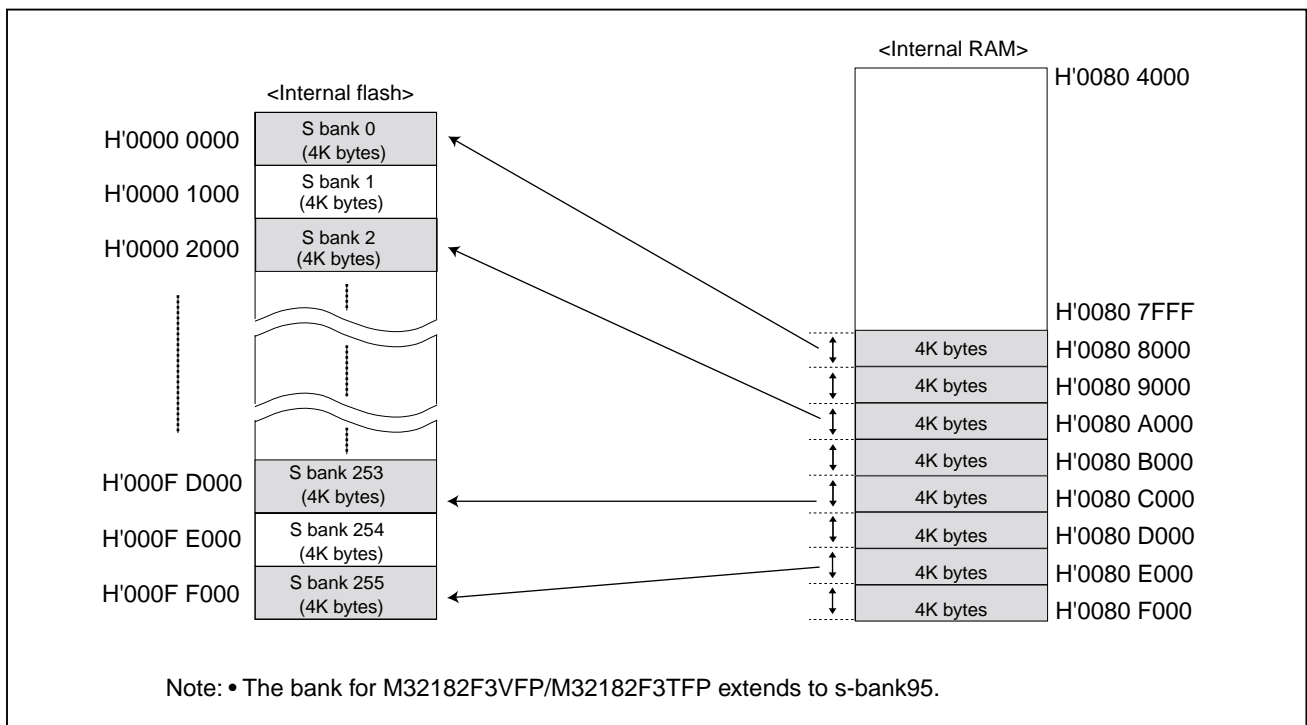 <Internal flash>
H'0000 0000
S bank 0
(4K bytes)
H'0000 1000
S bank 1
(4K bytes)
H'0000 2000
S bank 2
(4K bytes)
H'000F D000
S bank 253
(4K bytes)
H'000F E000
S bank 254
(4K bytes)
H'000F F000
S bank 255
(4K bytes)
<Internal RAM>
H'0080 4000
H'0080 7FFF
4K bytes H'0080 8000
4K bytes H'0080 9000
4K bytes H'0080 A000
4K bytes H'0080 B000
4K bytes H'0080 C000
4K bytes H'0080 D000
4K bytes H'0080 E000
4K bytes H'0080 F000
Note: • The bank for M32182F3VFP/M32182F3TFP extends to s-bank95.